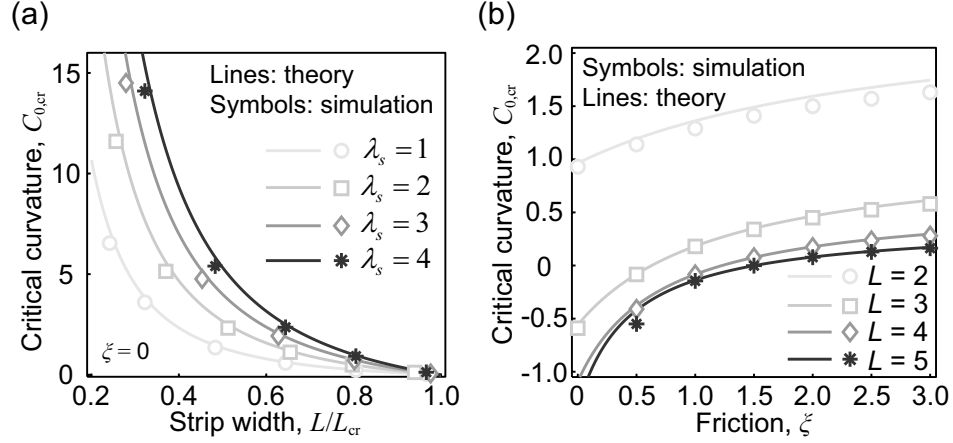 (a)
Critical curvature, C0,cr
15
10
5
0
Lines: theory
Symbols: simulation
λs = 1
λs = 2
λs = 3
λs = 4
ξ = 0
0.2
0.4
0.6
0.8
1.0
Strip width, L/Lcr
(b)
Critical curvature, C0,cr
2.0
1.5
1.0
0.5
0
-0.5
-1.0
Symbols: simulation
Lines: theory
L = 2
L = 3
L = 4
L = 5
0
0.5
1.0
1.5
2.0
2.5
3.0
Friction, ξ